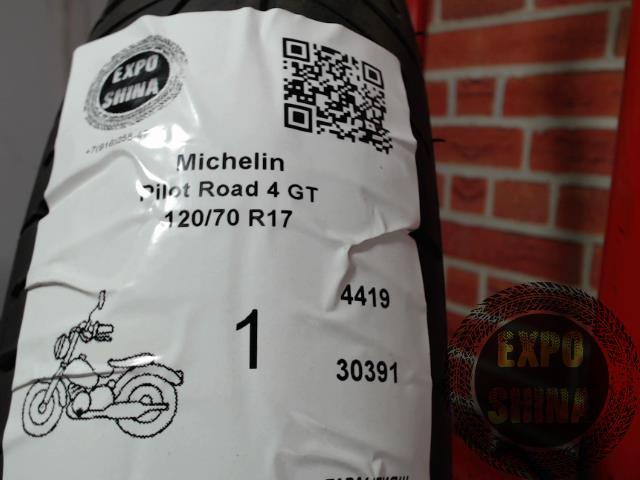 EXPO
SHINA
Michelin
Pilot Road 4 GT
120/70 R17
4419
1
30391
EXPO
SHINA